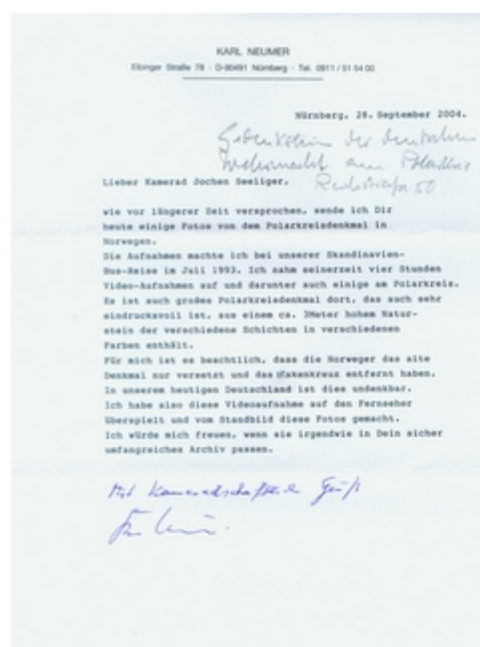 KARL NEUMER
Elbinger Straße 78 · D-90491 Nürnberg · Tel. 0911 / 51 54 00
Nürnberg, 28. September 2004.
Gedenkstein der deutschen
Wehrmacht am Polarkreis
Reichsstraße 50
Lieber Kamerad Jochen Seeliger,
wie vor längerer Zeit versprochen, sende ich Dir
heute einige Fotos von dem Polarkreisdenkmal in
Norwegen.
Die Aufnahmen machte ich bei unserer Skandinavien-
Bus-Reise im Juli 1992. Ich nahm seinerzeit vier Stunden
Video-Aufnahmen auf und darunter auch einige am Polarkreis.
Es ist auch großes Polarkreisdenkmal dort, das auch sehr
eindrucksvoll ist, aus einem ca. 3Meter hohem Natur-
stein der verschiedene Schichten in verschiedenen
Farben enthält.
Für mich ist es beachtlich, dass die Norweger das alte
Denkmal nur versetzt und das Hakenkreuz entfernt haben.
In unserem heutigen Deutschland ist dies undenkbar.
Ich habe also diese Videoaufnahme auf den Fernseher
überspielt und vom Standbild diese Fotos gemacht.
Ich würde mich freuen, wenn sie irgendwie in Dein sicher
umfangreiches Archiv passen.
Mit kameradschaftlichem Gruß